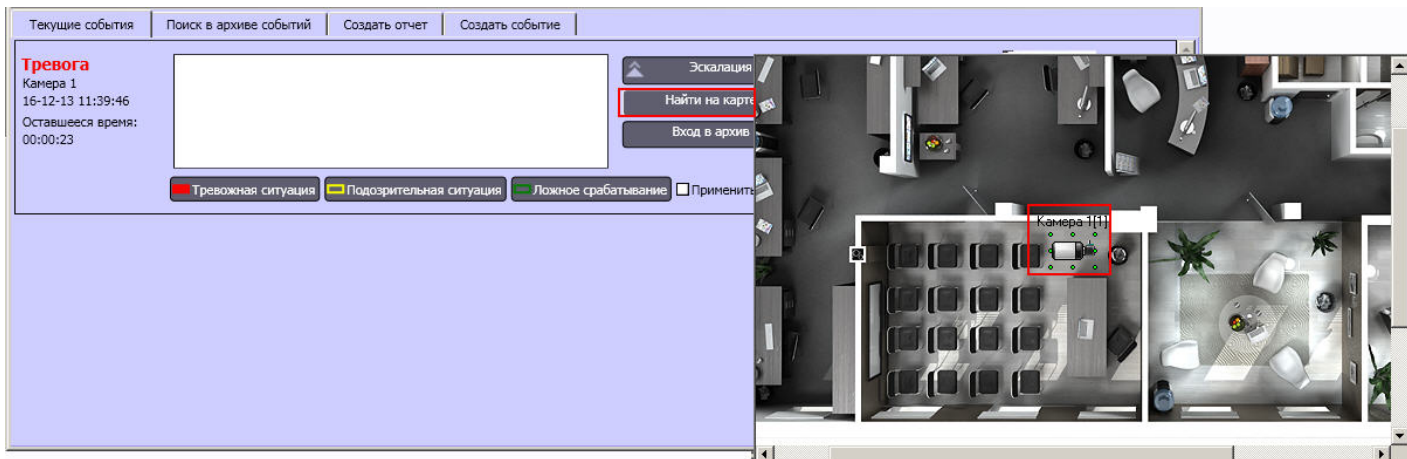 Текущие события
Поиск в архиве событий
Создать отчет
Создать событие
Тревога
Камера 1
16-12-13 11:39:46
Оставшееся время:
00:00:23
Эскалация
Найти на карте
Вход в архив
Тревожная ситуация
Подозрительная ситуация
Ложное срабатывание
Применить
Камера 1[1]